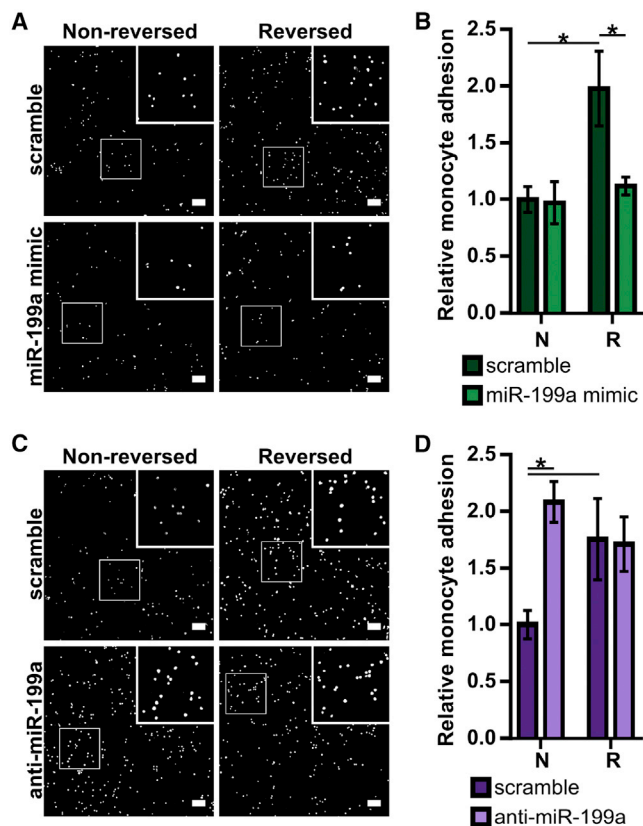 A
Non-reversed
Reversed
scramble
miR-199a mimic
B
Relative monocyte adhesion
2.5
2.0
1.5
1.0
0.5
0.0
*
*
N
R
scramble
miR-199a mimic
C
Non-reversed
Reversed
scramble
anti-miR-199a
D
Relative monocyte adhesion
2.5
2.0
1.5
1.0
0.5
0.0
*
N
R
scramble
anti-miR-199a